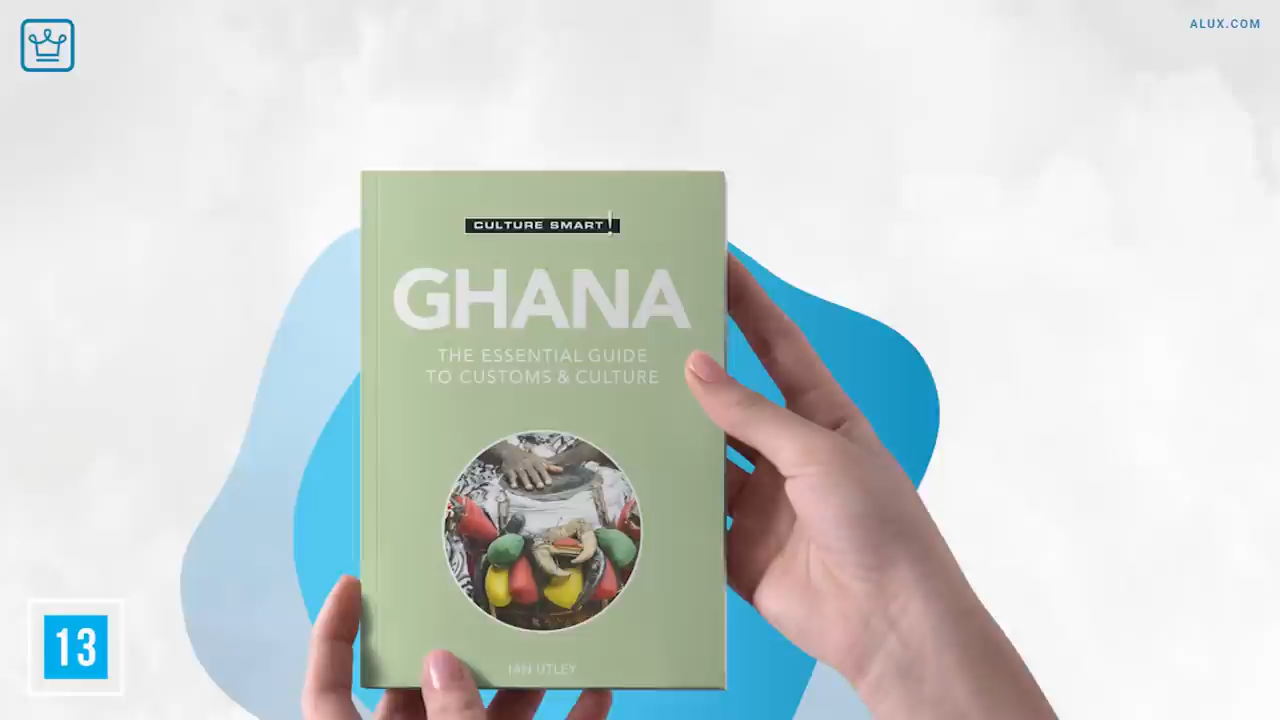 ALUX.COM
CULTURE SMART!
GHANA
THE ESSENTIAL GUIDE
TO CUSTOMS & CULTURE
IAN UTLEY
13